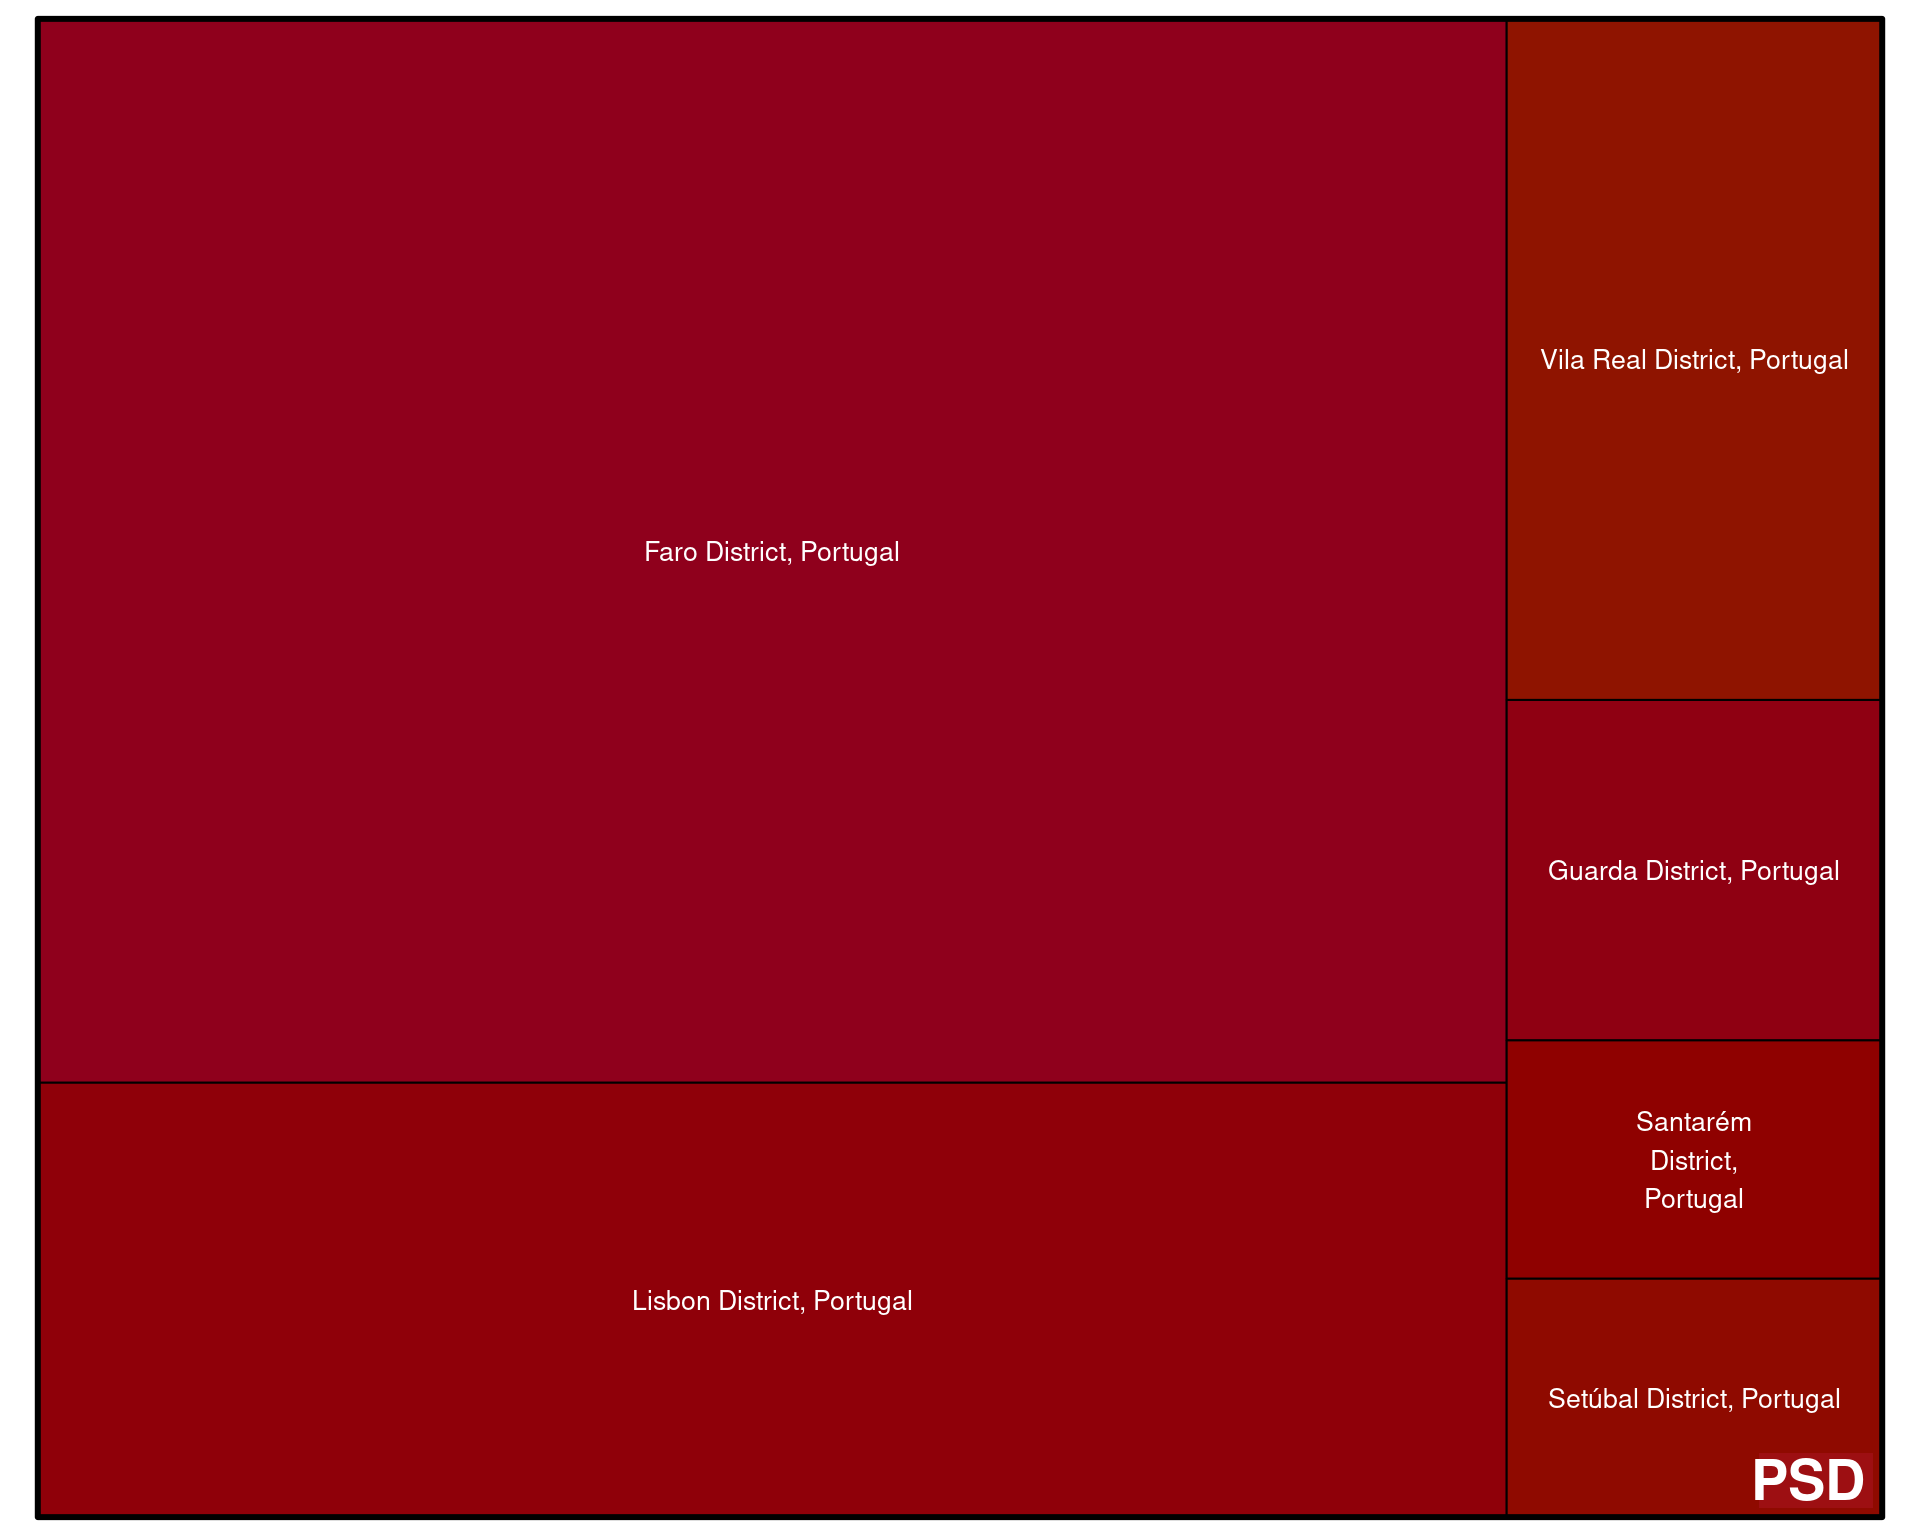 Faro District, Portugal
Lisbon District, Portugal
Vila Real District, Portugal
Guarda District, Portugal
Santarém
District,
Portugal
Setúbal District, Portugal
PSD